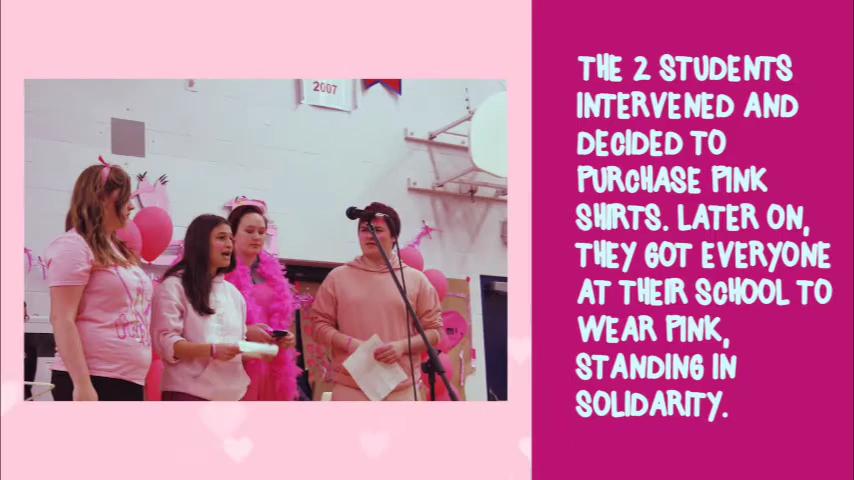 2007
THE 2 STUDENTS
INTERVENED AND
DECIDED TO
PURCHASE PINK
SHIRTS. LATER ON,
THEY GOT EVERYONE
AT THEIR SCHOOL TO
WEAR PINK,
STANDING IN
SOLIDARITY.